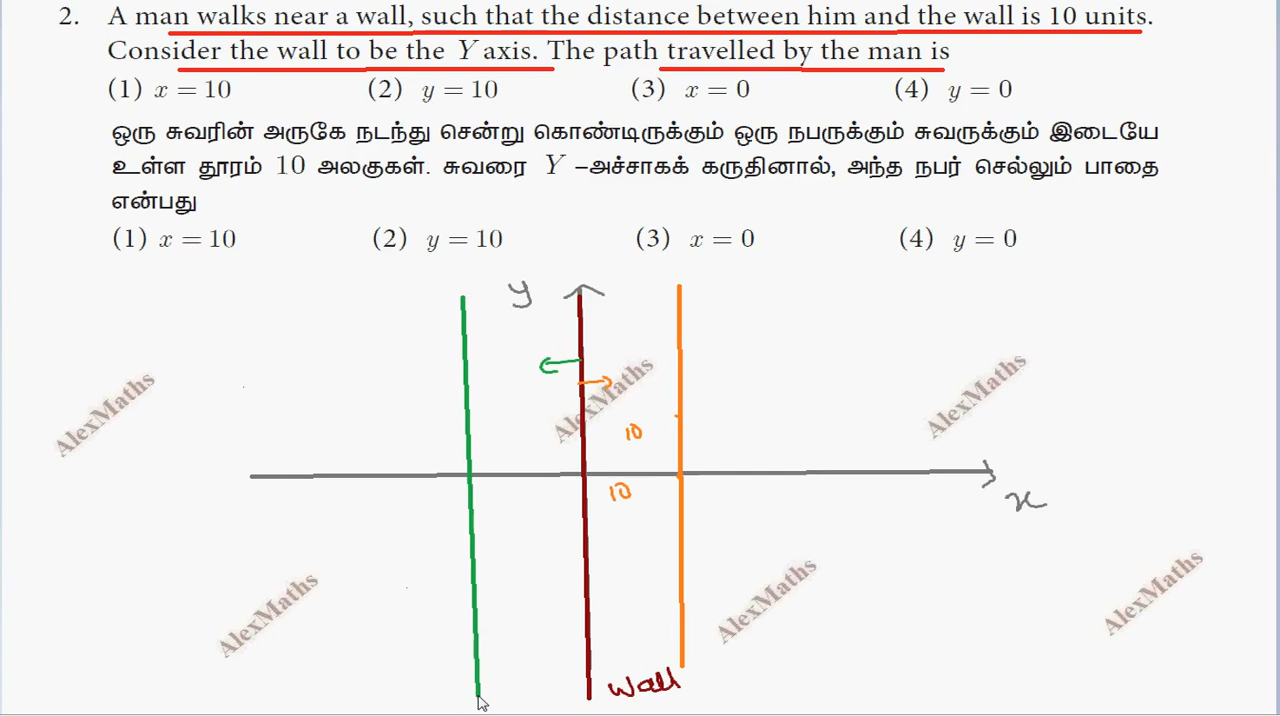 2. A man walks near a wall, such that the distance between him and the wall is 10 units.
Consider the wall to be the Y axis. The path travelled by the man is
(1) x = 10 (2) y = 10 (3) x = 0 (4) y = 0
ஒரு சுவரின் அருகே நடந்து சென்று கொண்டிருக்கும் ஒரு நபருக்கும் சுவருக்கும் இடையே
உள்ள தூரம் 10 அலகுகள். சுவரை Y –அச்சாகக் கருதினால், அந்த நபர் செல்லும் பாதை
என்பது
(1) x = 10 (2) y = 10 (3) x = 0 (4) y = 0
y
AlexMaths AlexMaths AlexMaths
10
10
x
AlexMaths AlexMaths AlexMaths
Wall